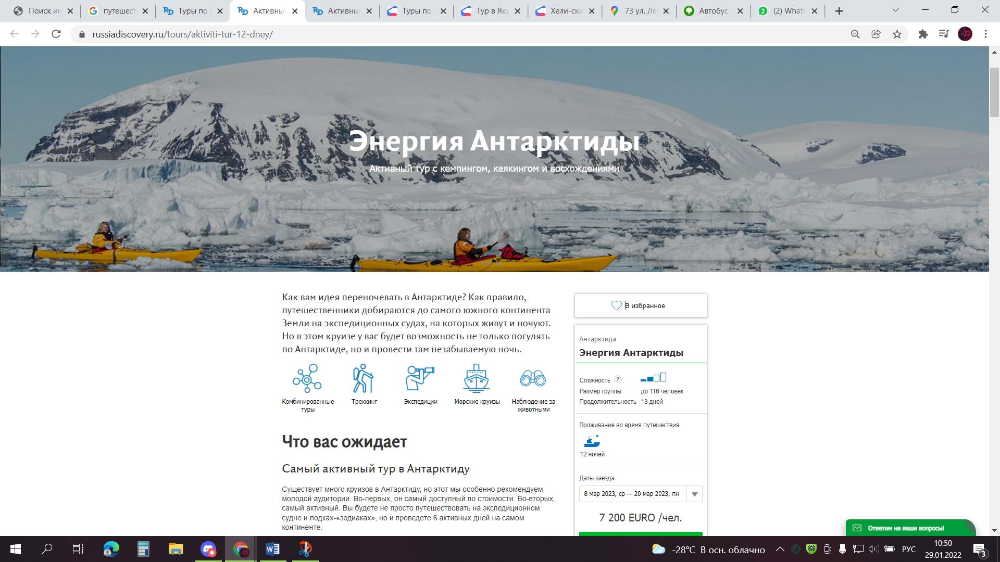 Поиск ин
путешест
Туры по
Активный
Активны
Туры по
Тур в Яку
Хели-ски
73 ул. Ле
Автобус
(2) Whats
russiadiscovery.ru/tours/aktiviti-tur-12-dney/
Энергия Антарктиды
Активный тур с кемпингом, каякингом и восхождениями
Как вам идея переночевать в Антарктиде? Как правило,
путешественники добираются до самого южного континента
Земли на экспедиционных судах, на которых живут и ночуют.
Но в этом круизе у вас будет возможность не только погулять
по Антарктиде, но и провести там незабываемую ночь.
Комбинированные
туры
Треккинг
Экспедиции
Морские круизы
Наблюдение за
животными
Что вас ожидает
Самый активный тур в Антарктиду
Существует много круизов в Антарктиду, но этот мы особенно рекомендуем
молодой аудитории. Во-первых, он самый доступный по стоимости. Во-вторых,
самый активный. Вы будете не просто путешествовать на экспедиционном
судне и лодках-«зодиаках», но и проведете 6 активных дней на самом
континенте.
В избранное
Антарктида
Энергия Антарктиды
Сложность ?
Размер группы до 116 человек
Продолжительность 13 дней
Проживание во время путешествия
12 ночей
Даты заезда
8 мар 2023, ср — 20 мар 2023, пн
7 200 EURO /чел.
Ответим на ваши вопросы!
-28°C В осн. облачно
РУС
10:50
29.01.2022
3